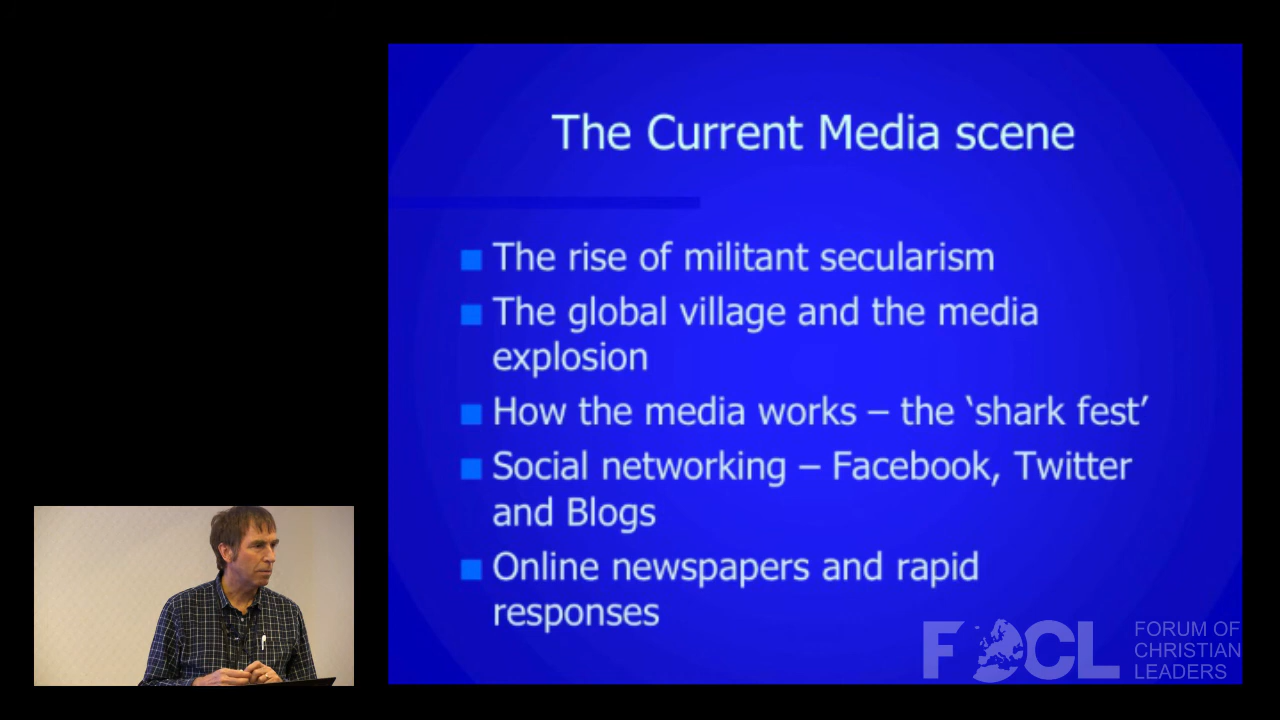 The Current Media scene
The rise of militant secularism
The global village and the media
explosion
How the media works – the ‘shark fest’
Social networking – Facebook, Twitter
and Blogs
Online newspapers and rapid
responses
FOCL
FORUM OF
CHRISTIAN
LEADERS